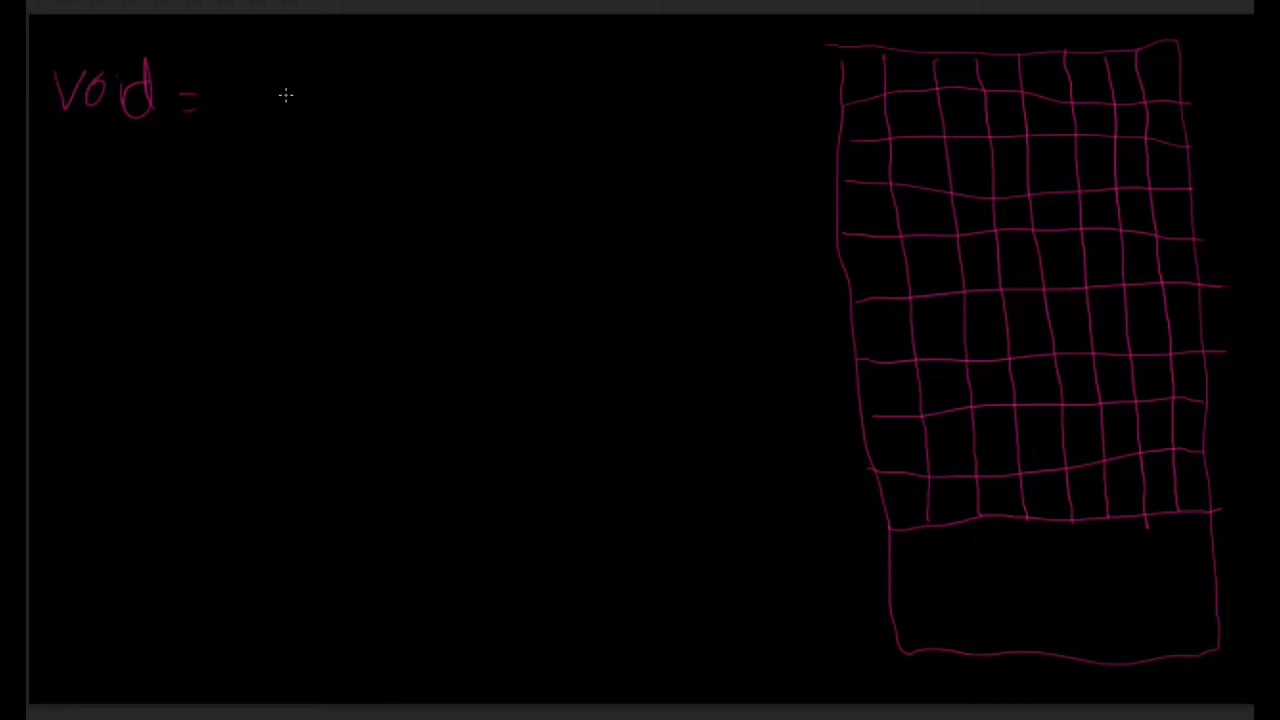 void =